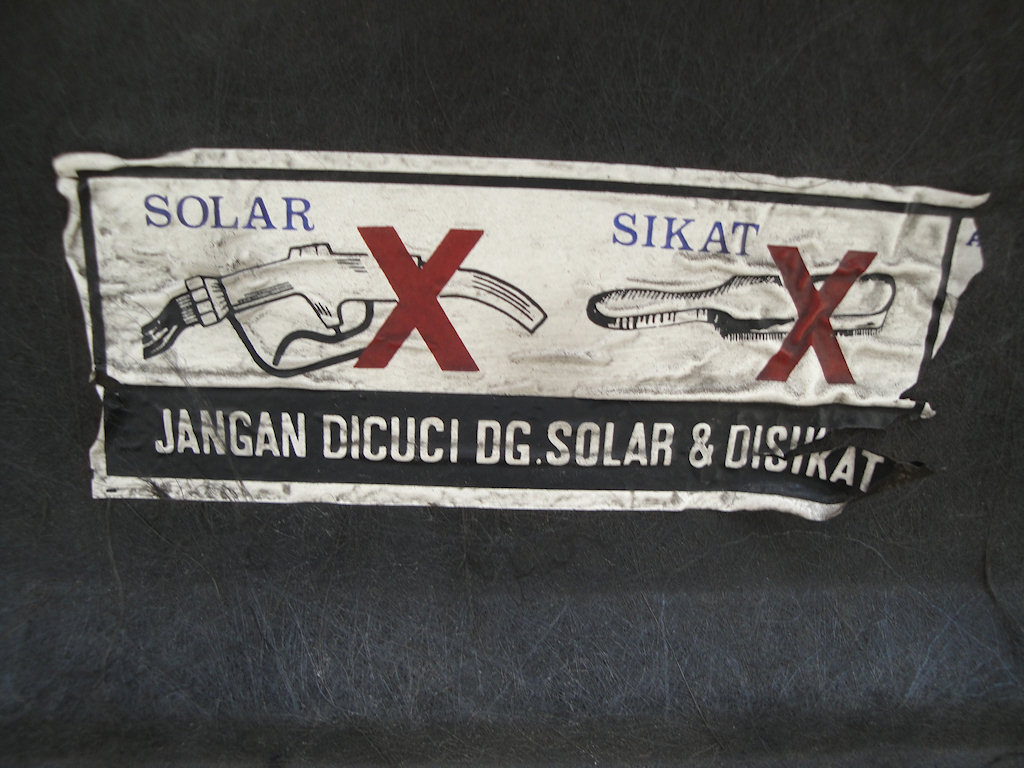 SOLAR SIKAT
JANGAN DICUCI DG.SOLAR & DISIKAT